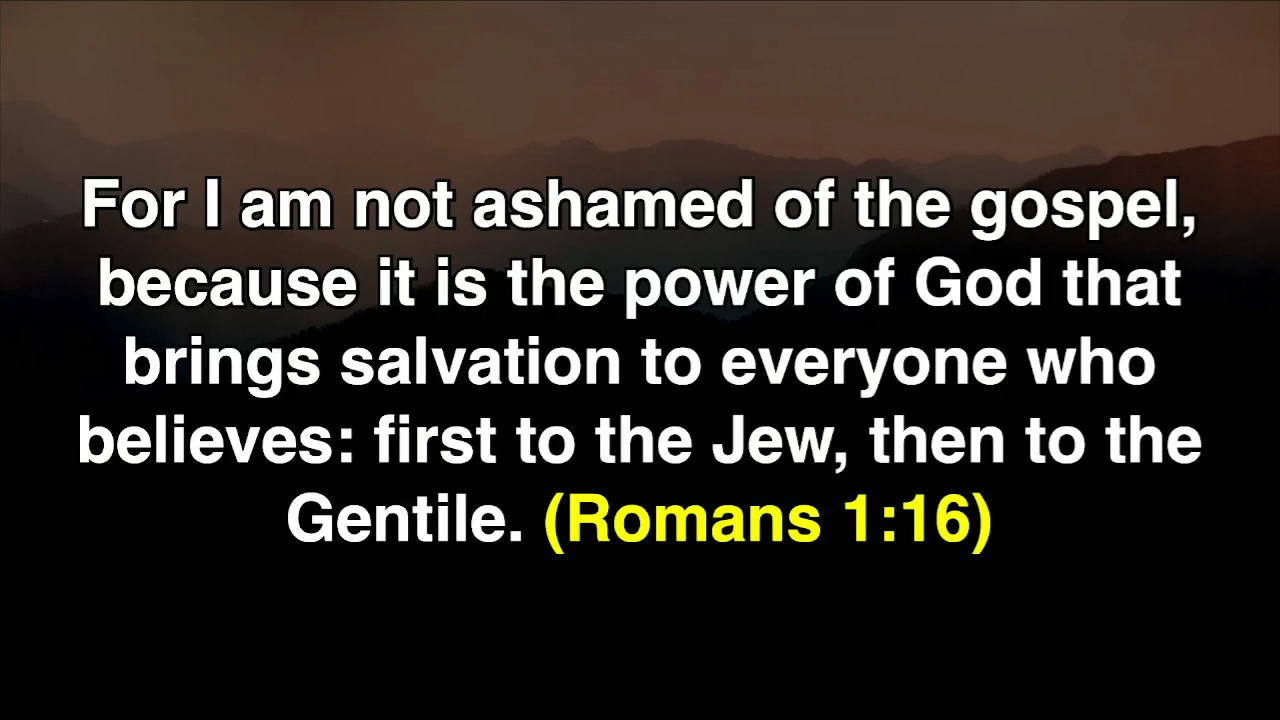 For I am not ashamed of the gospel,
because it is the power of God that
brings salvation to everyone who
believes: first to the Jew, then to the
Gentile. (Romans 1:16)